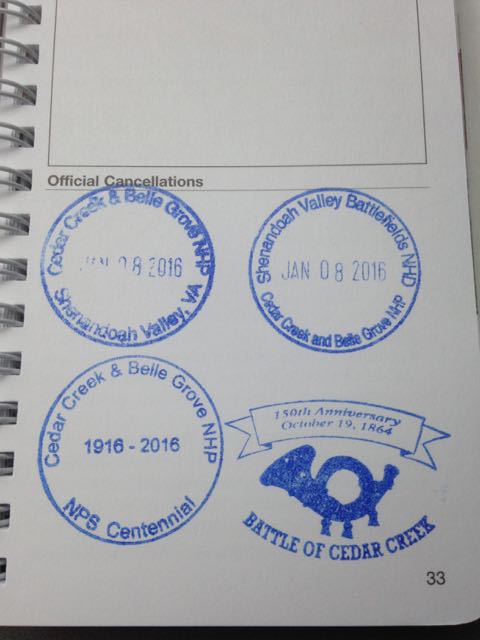 Official Cancellations
Cedar Creek & Belle Grove NHP
JAN 08 2016
Shenandoah Valley, VA
Shenandoah Valley Battlefields NHD
JAN 08 2016
Cedar Creek and Belle Grove NHP
Cedar Creek & Belle Grove NHP
1916 - 2016
NPS Centennial
150th Anniversary
October 19, 1864
BATTLE OF CEDAR CREEK
33